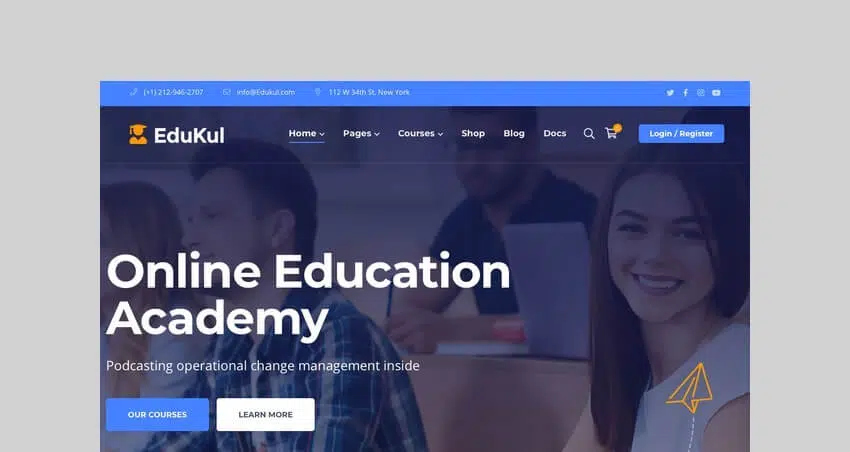 (+1) 212-946-2707 info@Edukul.com 112 W 34th St, New York
EduKul Home Pages Courses Shop Blog Docs Login / Register
Online Education
Academy
Podcasting operational change management inside
OUR COURSES LEARN MORE